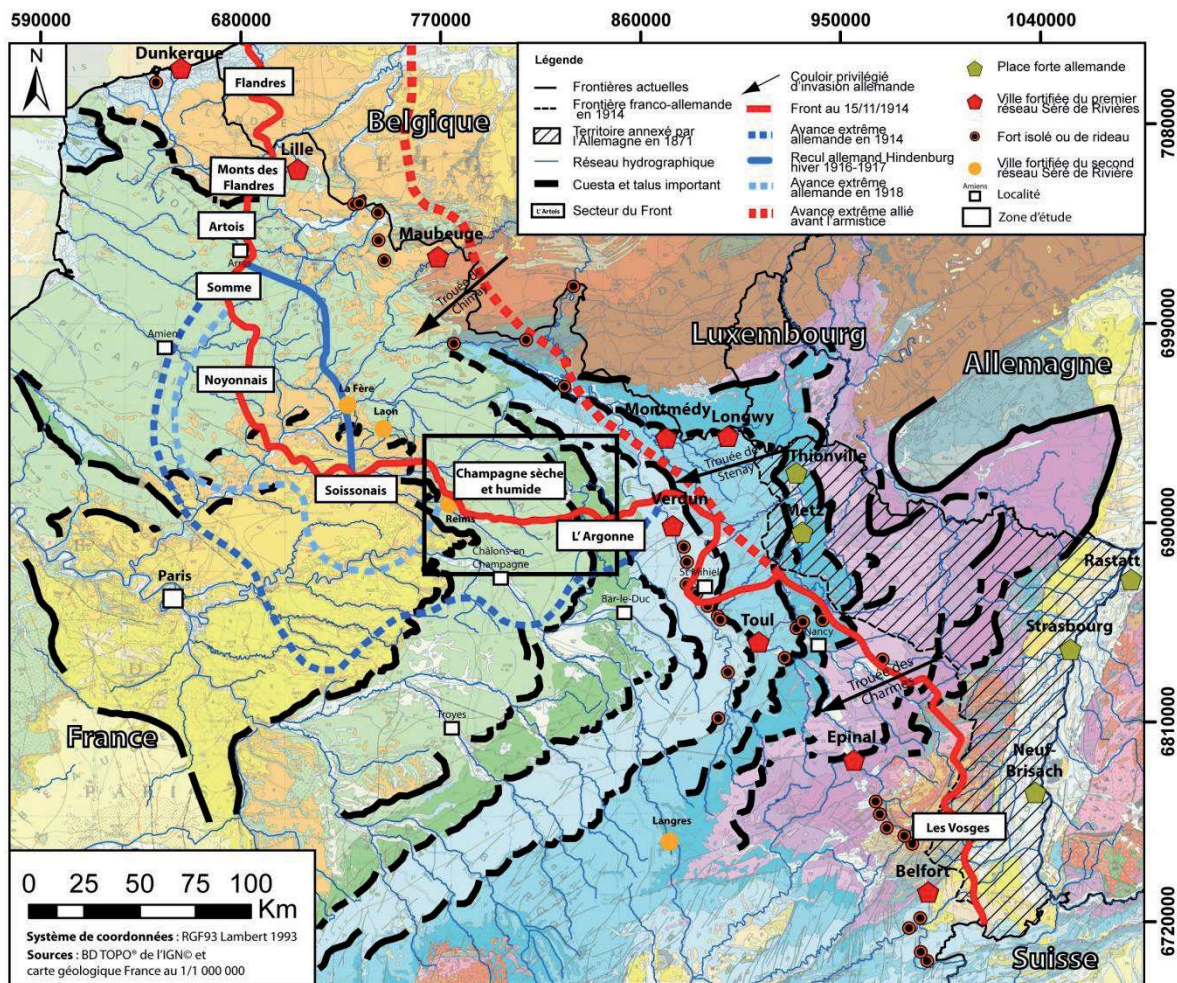 590000 680000 770000 860000 950000 1040000
N
Légende
Frontières actuelles
Frontière franco-allemande
en 1914
Territoire annexé par
l'Allemagne en 1871
Réseau hydrographique
Cuesta et talus important
L'Artois
Secteur du Front
Couloir privilégié
d'invasion allemande
Front au 15/11/1914
Avance extrême
allemande en 1914
Recul allemand Hindenburg
hiver 1916-1917
Avance extrême
allemande en 1918
Avance extrême allié
avant l'armistice
Place forte allemande
Ville fortifiée du premier
réseau Séré de Rivières
Fort isolé ou de rideau
Ville fortifiée du second
réseau Séré de Rivière
Amiens
Localité
Zone d'étude
7080000
6990000
6900000
6810000
6720000
Dunkerque
Flandres
Belgique
Lille
Monts des
Flandres
Artois
Arras
Maubeuge
Somme
Trouée de
Chimay
Amiens
Luxembourg
Allemagne
Noyonnais
La Fère
Laon
Montmédy
Longwy
Trouée de
Stenay
Thionville
Champagne sèche
et humide
Soissonais
Verdun
Metz
Reims
L' Argonne
Châlons-en
Champagne
St Mihiel
Rastatt
Paris
Bar-le-Duc
Toul
Nancy
Strasbourg
Trouée des
Charmes
Troyes
France
Epinal
Neuf-
Brisach
Langres
Les Vosges
Belfort
Suisse
0 25 50 75 100
Km
Système de coordonnées : RGF93 Lambert 1993
Sources : BD TOPO® de l'IGN© et
carte géologique France au 1/1 000 000